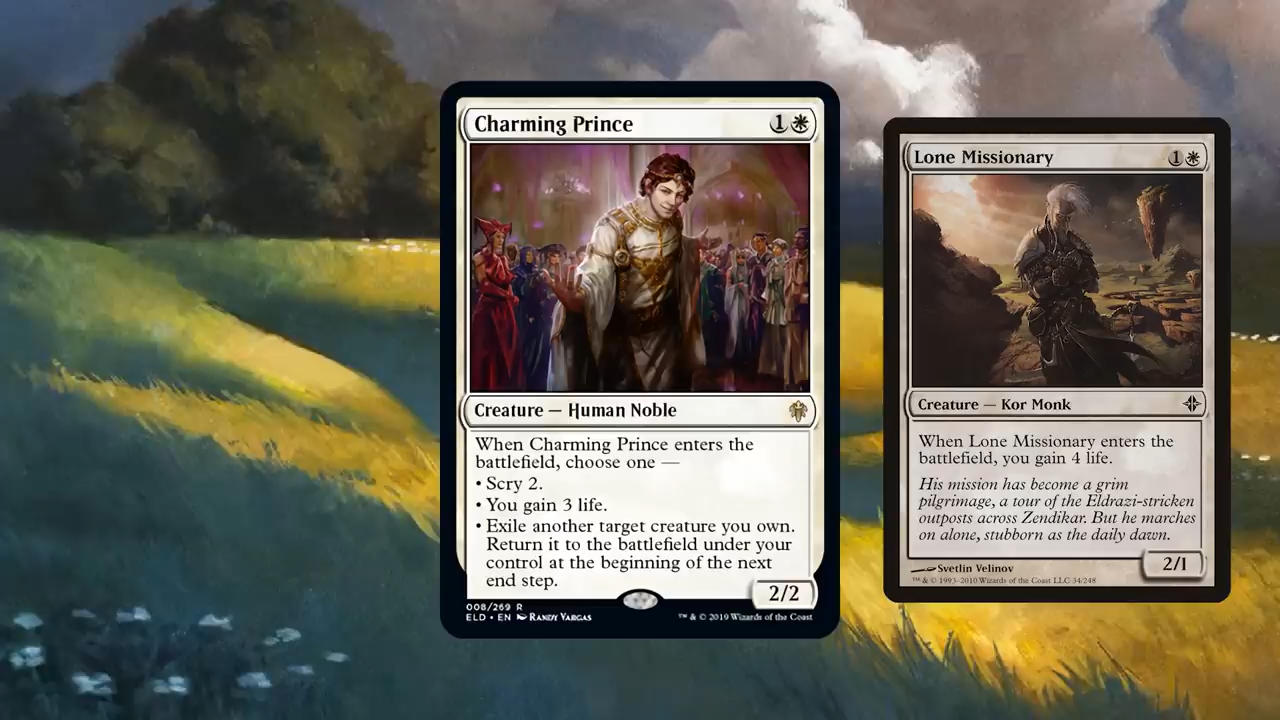 Charming Prince 1
Creature — Human Noble
When Charming Prince enters the
battlefield, choose one —
• Scry 2.
• You gain 3 life.
• Exile another target creature you own.
Return it to the battlefield under your
control at the beginning of the next
end step.
2/2
008/269 R
ELD • EN RANDY VARGAS
™ & © 2019 Wizards of the Coast
Lone Missionary 1
Creature — Kor Monk
When Lone Missionary enters the
battlefield, you gain 4 life.
His mission has become a grim
pilgrimage, a tour of the Eldrazi-stricken
outposts across Zendikar. But he marches
on alone, stubborn as the daily dawn.
2/1
Svetlin Velinov
™ & © 1993–2010 Wizards of the Coast LLC 34/248